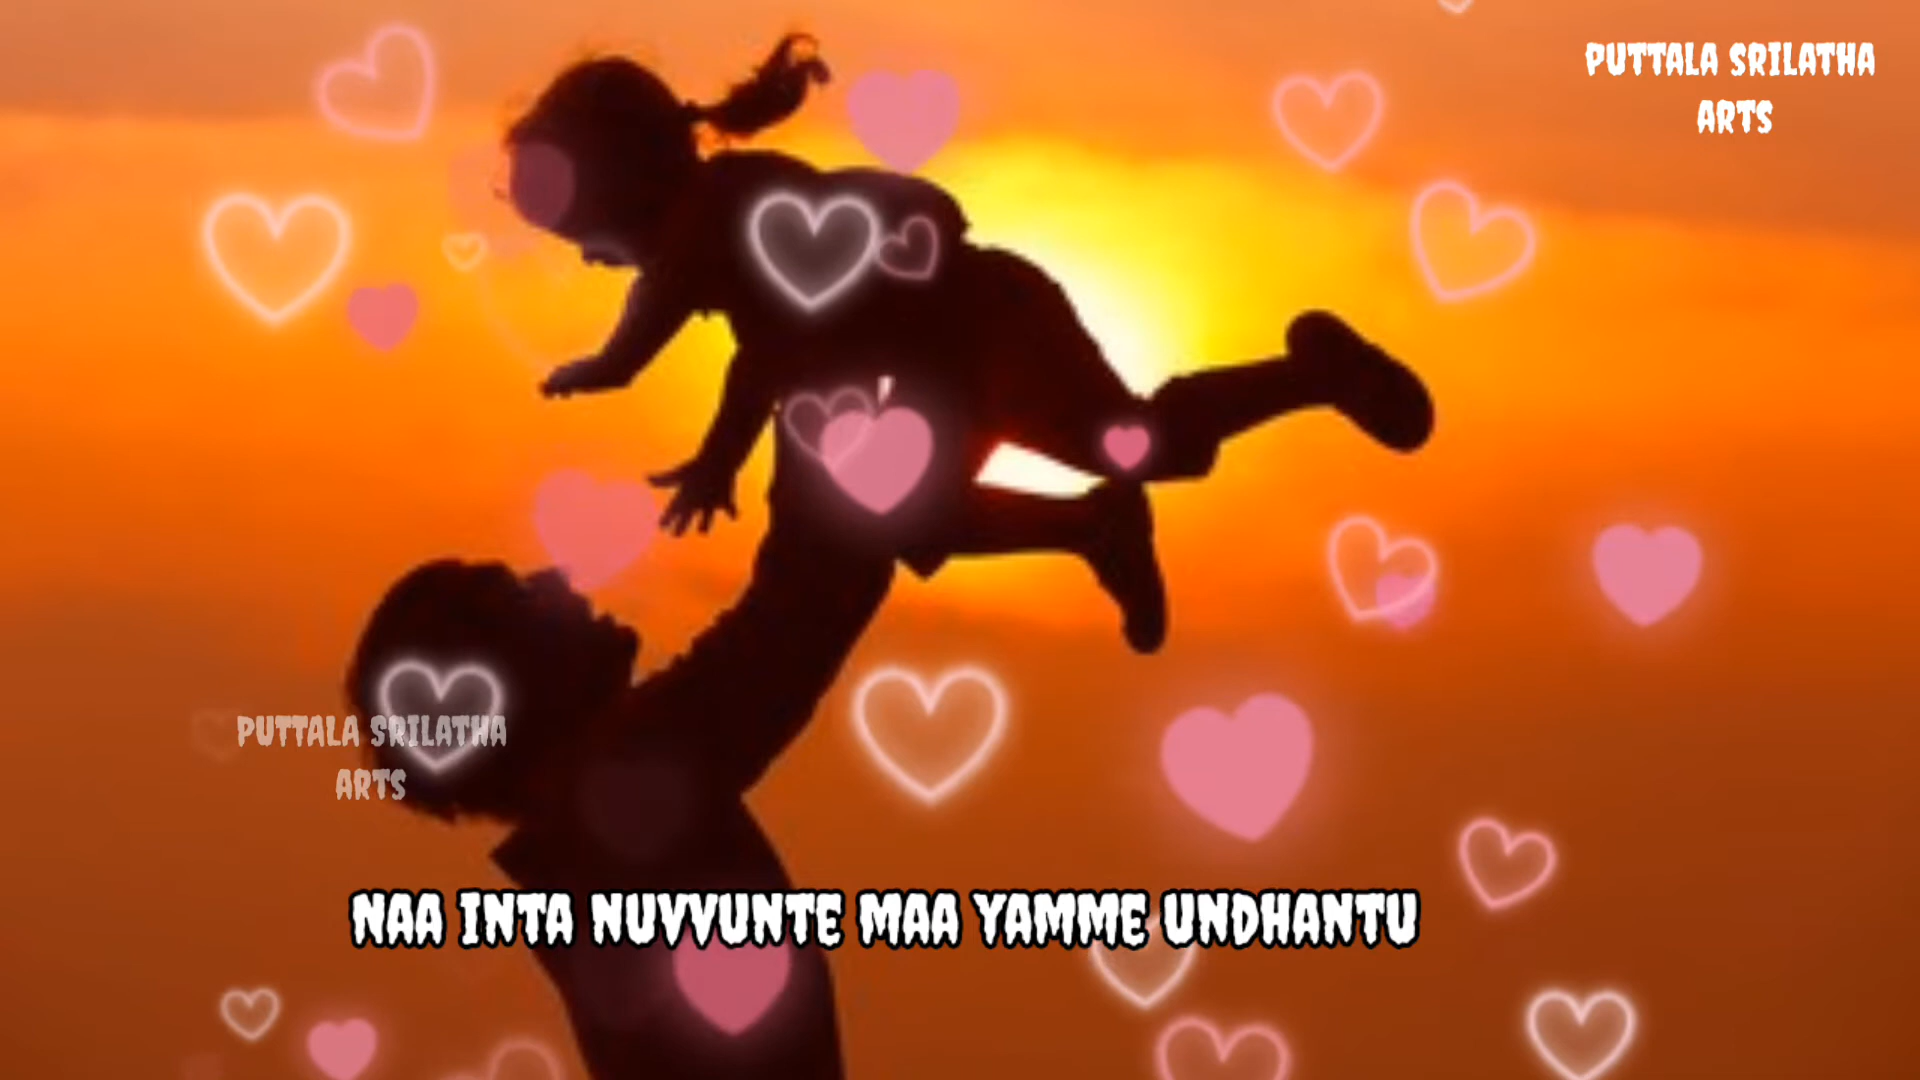 PUTTALA SRILATHA
ARTS
PUTTALA SRILATHA
ARTS
NAA INTA NUVVUNTE MAA YAMME UNDHANTU